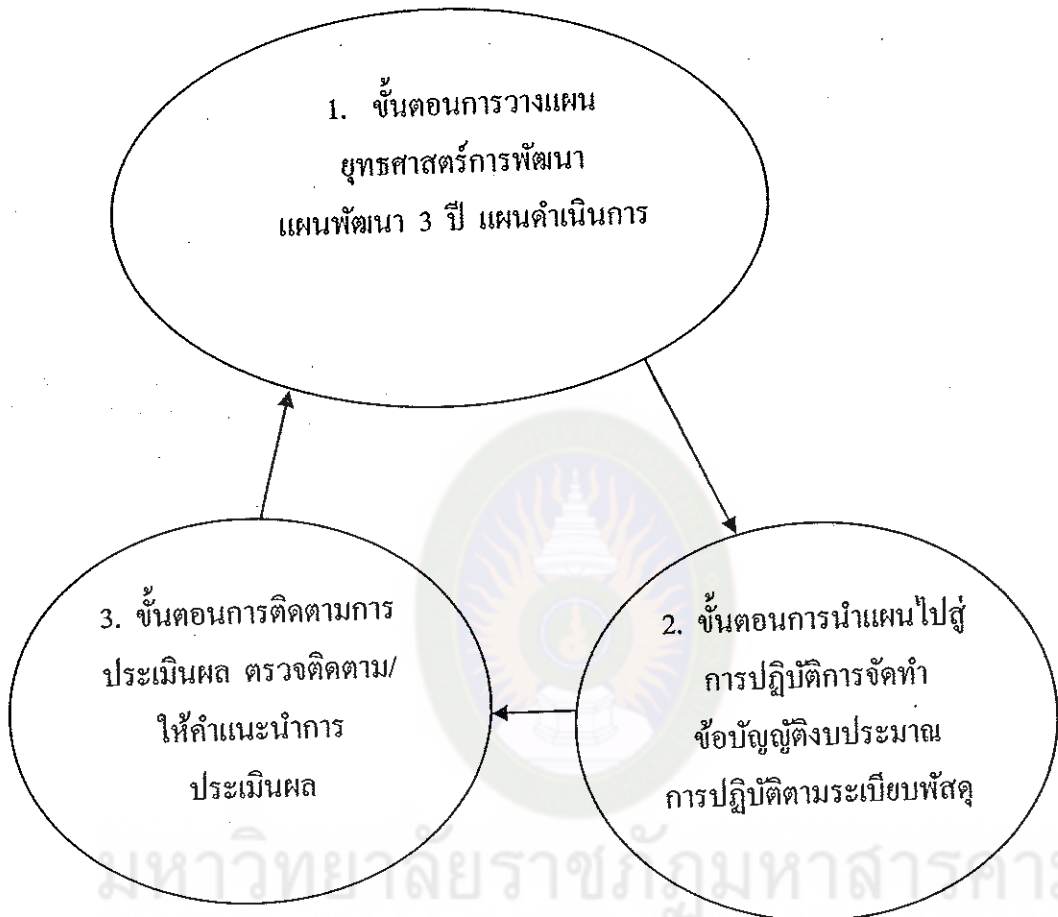 1. ขั้นตอนการวางแผน
ยุทธศาสตร์การพัฒนา
แผนพัฒนา 3 ปี แผนดำเนินการ
3. ขั้นตอนการติดตามการ
ประเมินผล ตรวจติดตาม/
ให้คำแนะนำการ
ประเมินผล
2. ขั้นตอนการนำแผนไปสู่
การปฏิบัติการจัดทำ
ข้อบัญญัติงบประมาณ
การปฏิบัติตามระเบียบพัสดุ
มหาวิทยาลัยราชภัฏมหาสารคาม